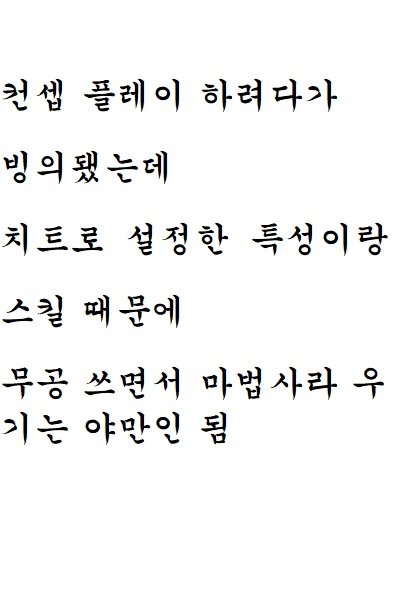 컨셉 플레이 하려다가
빙의됐는데
치트로 설정한 특성이랑
스킬 때문에
무공 쓰면서 마법사라 우
기는 야만인 됨